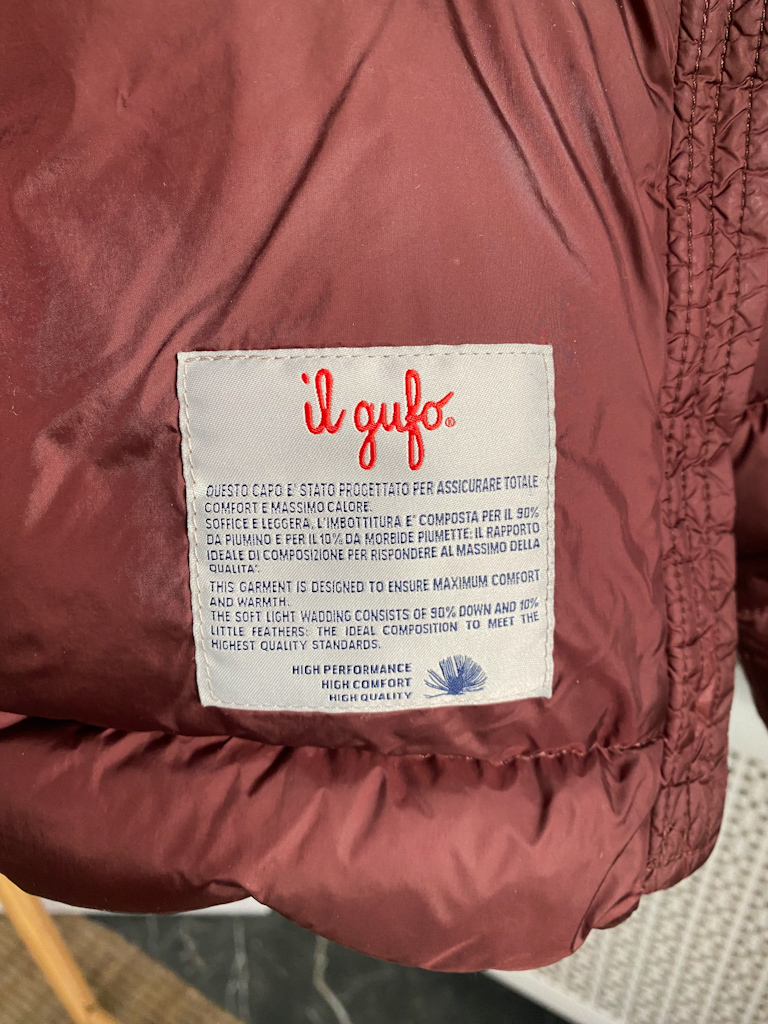 il gufo®
QUESTO CAPO E' STATO PROGETTATO PER ASSICURARE TOTALE
COMFORT E MASSIMO CALORE.
SOFFICE E LEGGERA, L'IMBOTTITURA E' COMPOSTA PER IL 90%
DA PIUMINO E PER IL 10% DA MORBIDE PIUMETTE: IL RAPPORTO
IDEALE DI COMPOSIZIONE PER RISPONDERE AL MASSIMO DELLA
QUALITA'.
THIS GARMENT IS DESIGNED TO ENSURE MAXIMUM COMFORT
AND WARMTH.
THE SOFT LIGHT WADDING CONSISTS OF 90% DOWN AND 10%
LITTLE FEATHERS: THE IDEAL COMPOSITION TO MEET THE
HIGHEST QUALITY STANDARDS.
HIGH PERFORMANCE
HIGH COMFORT
HIGH QUALITY